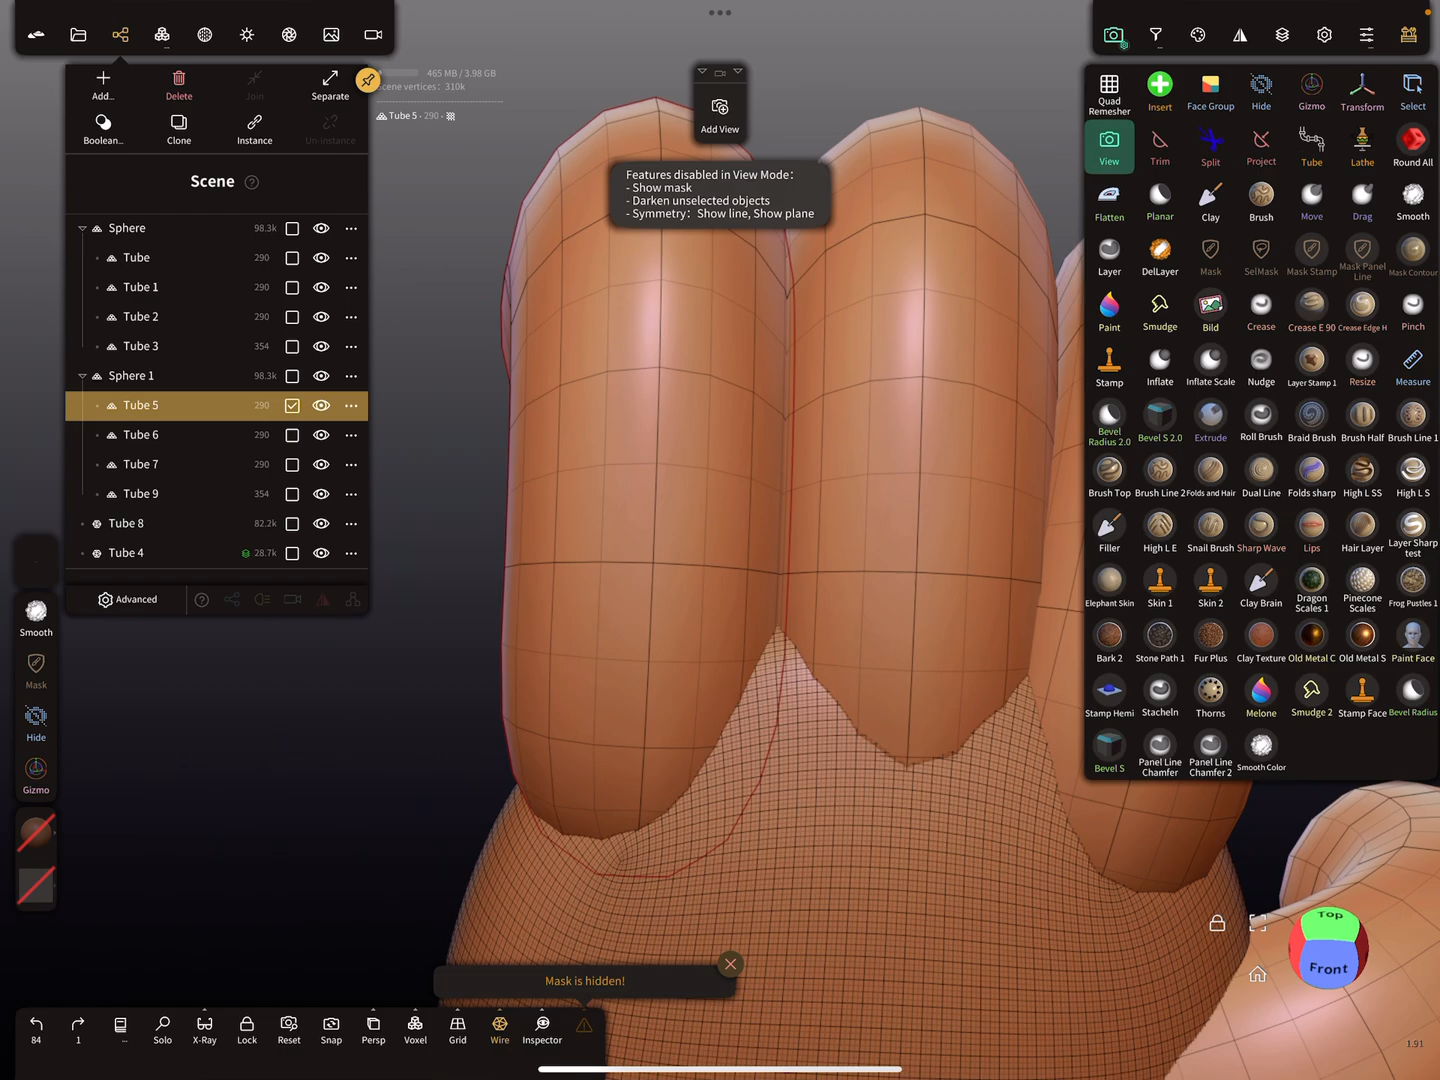 465 MB / 3.98 GB
Scene vertices: 310k
Tube 5 · 290 ·
Add...
Delete
Join
Separate
Boolean...
Clone
Instance
Un-instance
Scene
Sphere 98.3k
Tube 290
Tube 1 290
Tube 2 290
Tube 3 354
Sphere 1 98.3k
Tube 5 290
Tube 6 290
Tube 7 290
Tube 9 354
Tube 8 82.2k
Tube 4 28.7k
Advanced
Smooth
Mask
Hide
Gizmo
Add View
Features disabled in View Mode:
- Show mask
- Darken unselected objects
- Symmetry: Show line, Show plane
Quad Remesher
Insert
Face Group
Hide
Gizmo
Transform
Select
View
Trim
Split
Project
Tube
Lathe
Round All
Flatten
Planar
Clay
Brush
Move
Drag
Smooth
Layer
DelLayer
Mask
SelMask
Mask Stamp
Mask Panel Line
Mask Contour
Paint
Smudge
Bild
Crease
Crease E 90
Crease Edge H
Pinch
Stamp
Inflate
Inflate Scale
Nudge
Layer Stamp 1
Resize
Measure
Bevel Radius 2.0
Bevel S 2.0
Extrude
Roll Brush
Braid Brush
Brush Half
Brush Line 1
Brush Top
Brush Line 2
Folds and Hair
Dual Line
Folds sharp
High L SS
High L S
Filler
High L E
Snail Brush
Sharp Wave
Lips
Hair Layer
Layer Sharp test
Elephant Skin
Skin 1
Skin 2
Clay Brain
Dragon Scales 1
Pinecone Scales
Frog Pustles 1
Bark 2
Stone Path 1
Fur Plus
Clay Texture
Old Metal C
Old Metal S
Paint Face
Stamp Hemi
Stacheln
Thorns
Melone
Smudge 2
Stamp Face
Bevel Radius
Bevel S
Panel Line Chamfer
Panel Line Chamfer 2
Smooth Color
Top
Front
Mask is hidden!
84
1
...
Solo
X-Ray
Lock
Reset
Snap
Persp
Voxel
Grid
Wire
Inspector
1.91